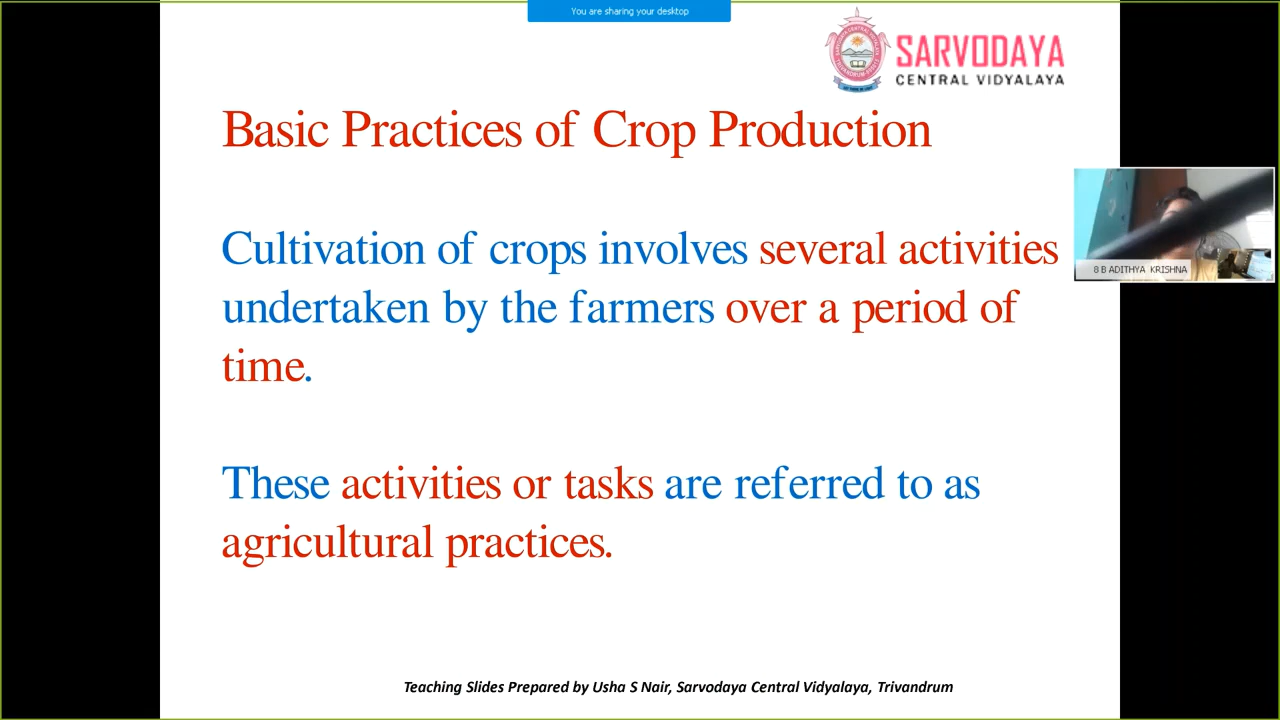 You are sharing your desktop
SARVODAYA
CENTRAL VIDYALAYA
Basic Practices of Crop Production
Cultivation of crops involves several activities
undertaken by the farmers over a period of
time.
8 B ADITHYA KRISHNA
These activities or tasks are referred to as
agricultural practices.
Teaching Slides Prepared by Usha S Nair, Sarvodaya Central Vidyalaya, Trivandrum